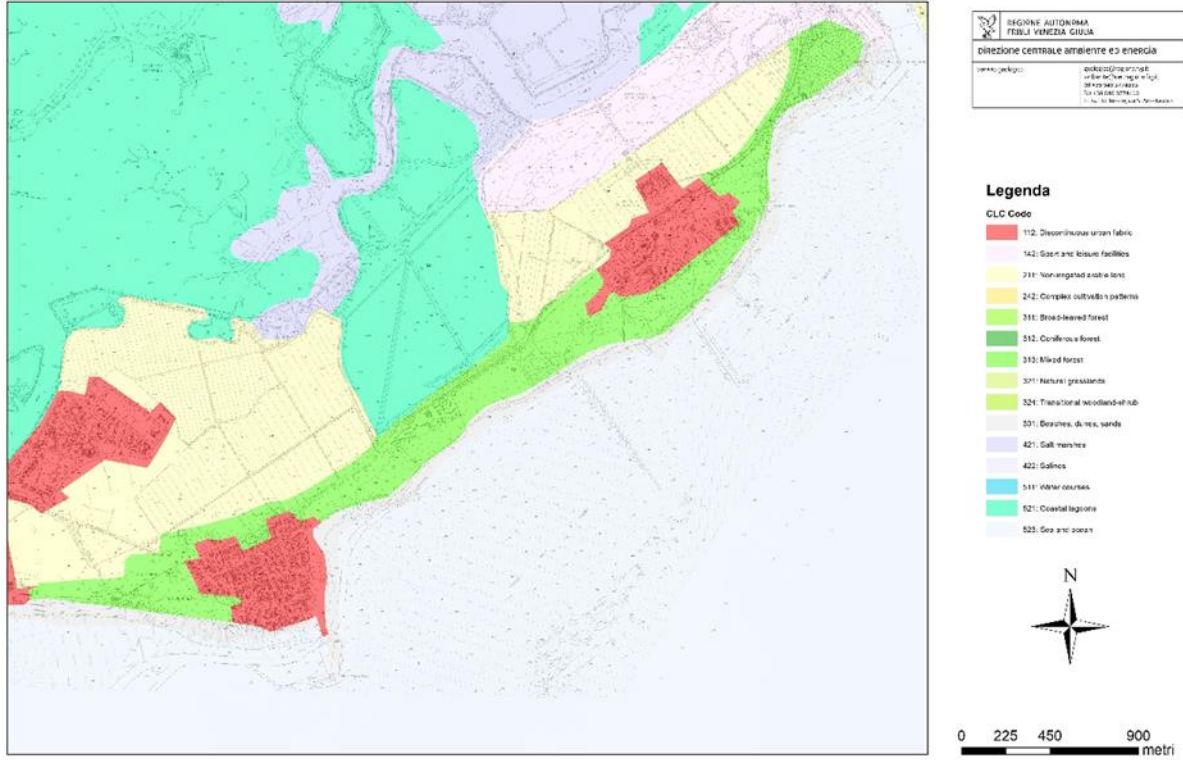 REGIONE AUTONOMA
FRIULI VENEZIA GIULIA
DIREZIONE CENTRALE AMBIENTE ED ENERGIA
servizio geologico
Legenda
CLC Code
112: Discontinuous urban fabric
142: Sport and leisure facilities
211: Non-irrigated arable land
242: Complex cultivation patterns
311: Broad-leaved forest
312: Coniferous forest
313: Mixed forest
321: Natural grasslands
324: Transitional woodland-shrub
331: Beaches, dunes, sands
421: Salt marshes
422: Salines
511: Water courses
521: Coastal lagoons
523: Sea and ocean
N
0 225 450 900
metri